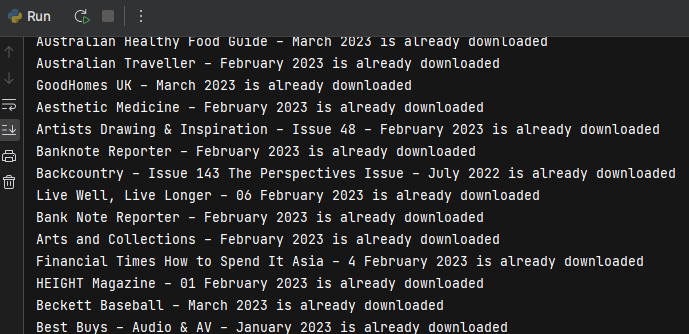 Run
Australian Healthy Food Guide – March 2023 is already downloaded
Australian Traveller – February 2023 is already downloaded
GoodHomes UK – March 2023 is already downloaded
Aesthetic Medicine – February 2023 is already downloaded
Artists Drawing & Inspiration – Issue 48 – February 2023 is already downloaded
Banknote Reporter – February 2023 is already downloaded
Backcountry – Issue 143 The Perspectives Issue – July 2022 is already downloaded
Live Well, Live Longer – 06 February 2023 is already downloaded
Bank Note Reporter – February 2023 is already downloaded
Arts and Collections – February 2023 is already downloaded
Financial Times How to Spend It Asia – 4 February 2023 is already downloaded
HEIGHT Magazine – 01 February 2023 is already downloaded
Beckett Baseball – March 2023 is already downloaded
Best Buys – Audio & AV – January 2023 is already downloaded